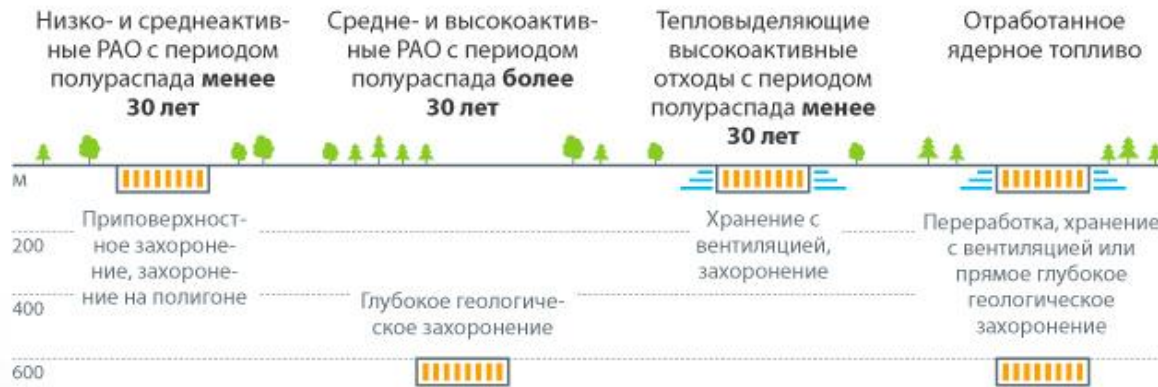 Низко- и среднеактив-
ные РАО с периодом
полураспада менее
30 лет
Средне- и высокоактив-
ные РАО с периодом
полураспада более
30 лет
Тепловыделяющие
высокоактивные
отходы с периодом
полураспада менее
30 лет
Отработанное
ядерное топливо
м
200
400
600
Приповерхност-
ное захороне-
ние, захороне-
ние на полигоне
Глубокое геологиче-
ское захоронение
Хранение с
вентиляцией,
захоронение
Переработка, хранение
с вентиляцией или
прямое глубокое
геологическое
захоронение